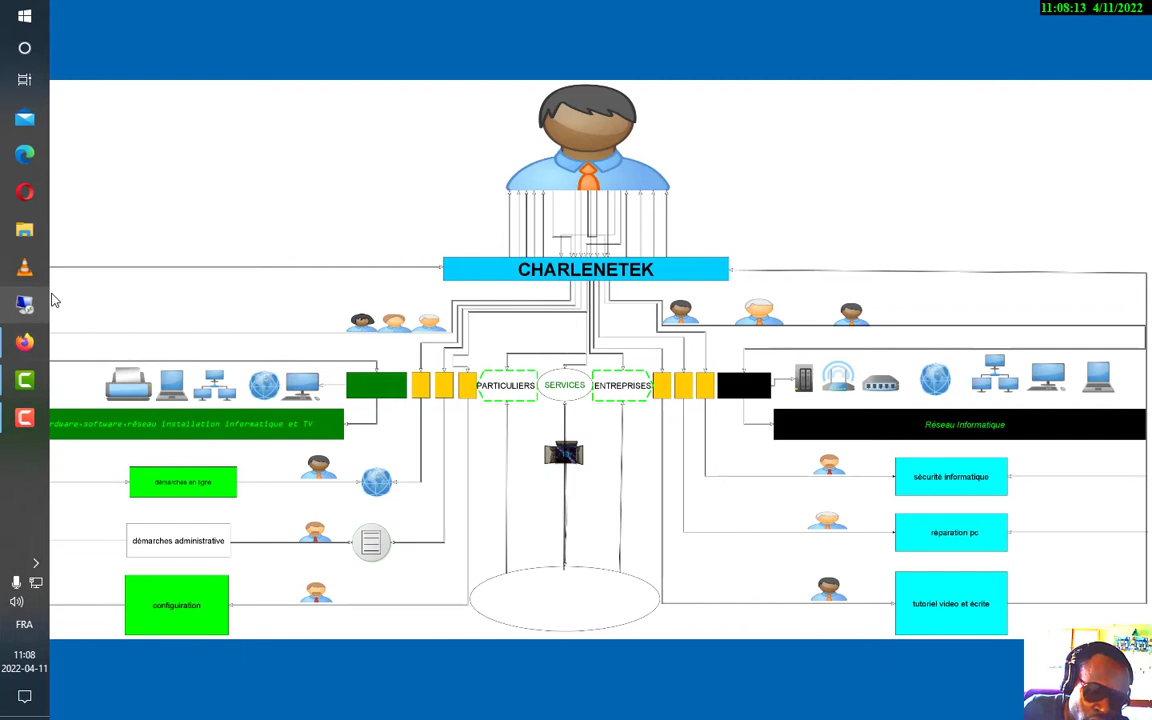 11:08:13 4/11/2022
CHARLENETEK
PARTICULIERS
SERVICES
ENTREPRISES
rdware.software.réseau installation informatique et TV
Réseau Informatique
démarches en ligne
sécurité informatique
démarches administrative
réparation pc
configuiration
tutoriel video et écrite
FRA
11:08
2022-04-11